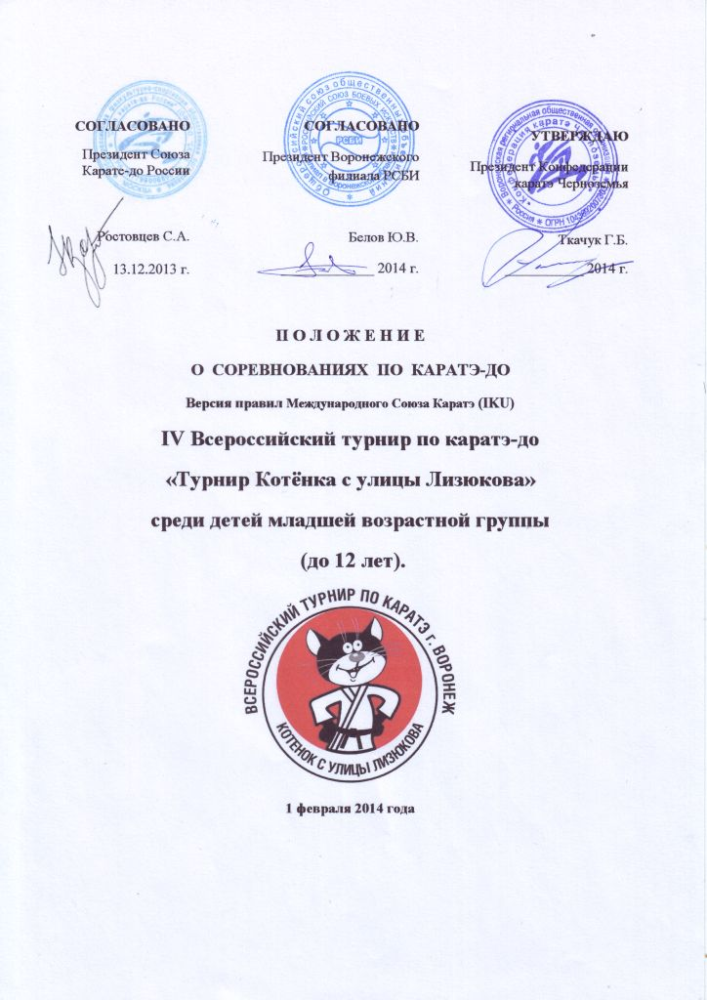 СОГЛАСОВАНО
Президент Союза
Карате-до России
Ростовцев С.А.
13.12.2013 г.
СОГЛАСОВАНО
Президент Воронежского
филиала РСБИ
РСБИ
Белов Ю.В.
2014 г.
УТВЕРЖДАЮ
Президент Конфедерации
каратэ Черноземья
Ткачук Г.Б.
2014 г.
П О Л О Ж Е Н И Е
О СОРЕВНОВАНИЯХ ПО КАРАТЭ-ДО
Версия правил Международного Союза Каратэ (IKU)
IV Всероссийский турнир по каратэ-до
«Турнир Котёнка с улицы Лизюкова»
среди детей младшей возрастной группы
(до 12 лет).
ВСЕРОССИЙСКИЙ ТУРНИР ПО КАРАТЭ г. ВОРОНЕЖ
КОТЕНОК С УЛИЦЫ ЛИЗЮКОВА
1 февраля 2014 года